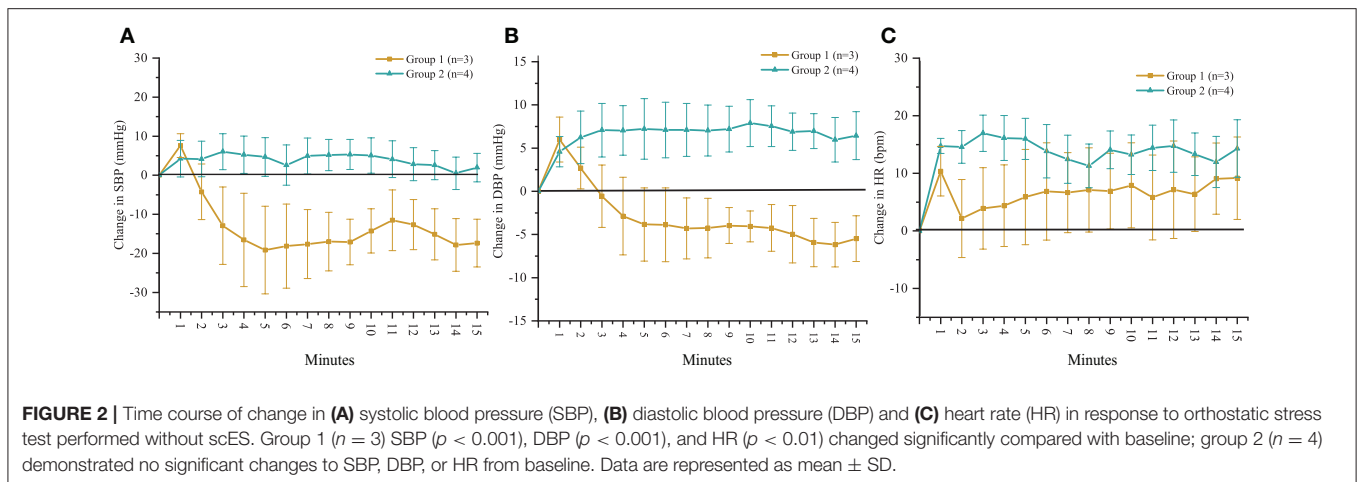 A
Group 1 (n=3)
Group 2 (n=4)
Change in SBP (mmHg)
30
20
10
0
-10
-20
-30
1 2 3 4 5 6 7 8 9 10 11 12 13 14 15
Minutes
B
Group 1 (n=3)
Group 2 (n=4)
Change in DBP (mmHg)
15
10
5
0
-5
-10
-15
1 2 3 4 5 6 7 8 9 10 11 12 13 14 15
Minutes
C
Group 1 (n=3)
Group 2 (n=4)
Change in HR (bpm)
30
20
10
0
-10
1 2 3 4 5 6 7 8 9 10 11 12 13 14 15
Minutes
FIGURE 2 | Time course of change in (A) systolic blood pressure (SBP), (B) diastolic blood pressure (DBP) and (C) heart rate (HR) in response to orthostatic stress
test performed without scES. Group 1 (n = 3) SBP (p < 0.001), DBP (p < 0.001), and HR (p < 0.01) changed significantly compared with baseline; group 2 (n = 4)
demonstrated no significant changes to SBP, DBP, or HR from baseline. Data are represented as mean ± SD.